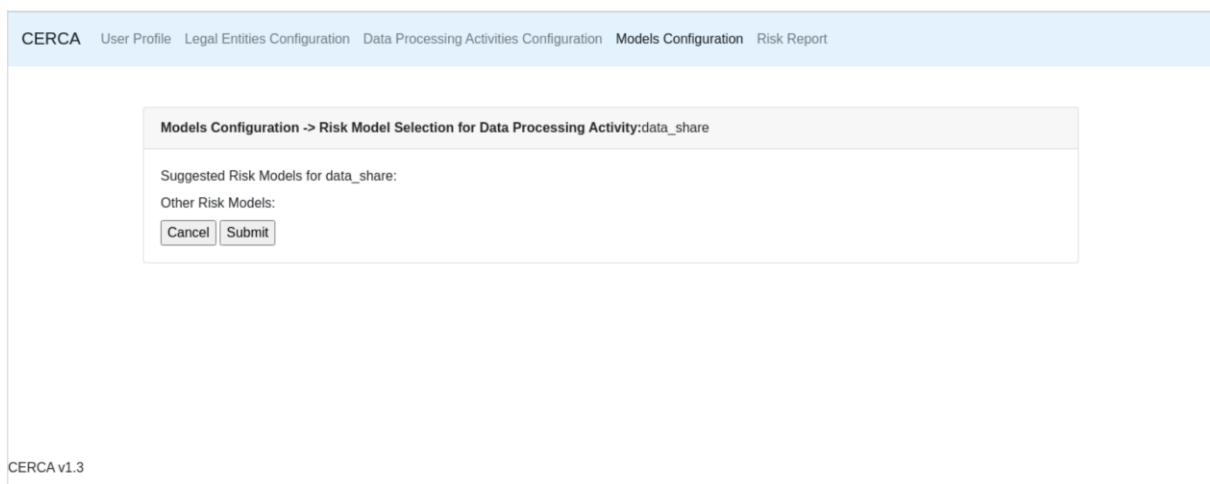 CERCA User Profile Legal Entities Configuration Data Processing Activities Configuration Models Configuration Risk Report
Models Configuration -> Risk Model Selection for Data Processing Activity:data_share
Suggested Risk Models for data_share:
Other Risk Models:
Cancel Submit
CERCA v1.3